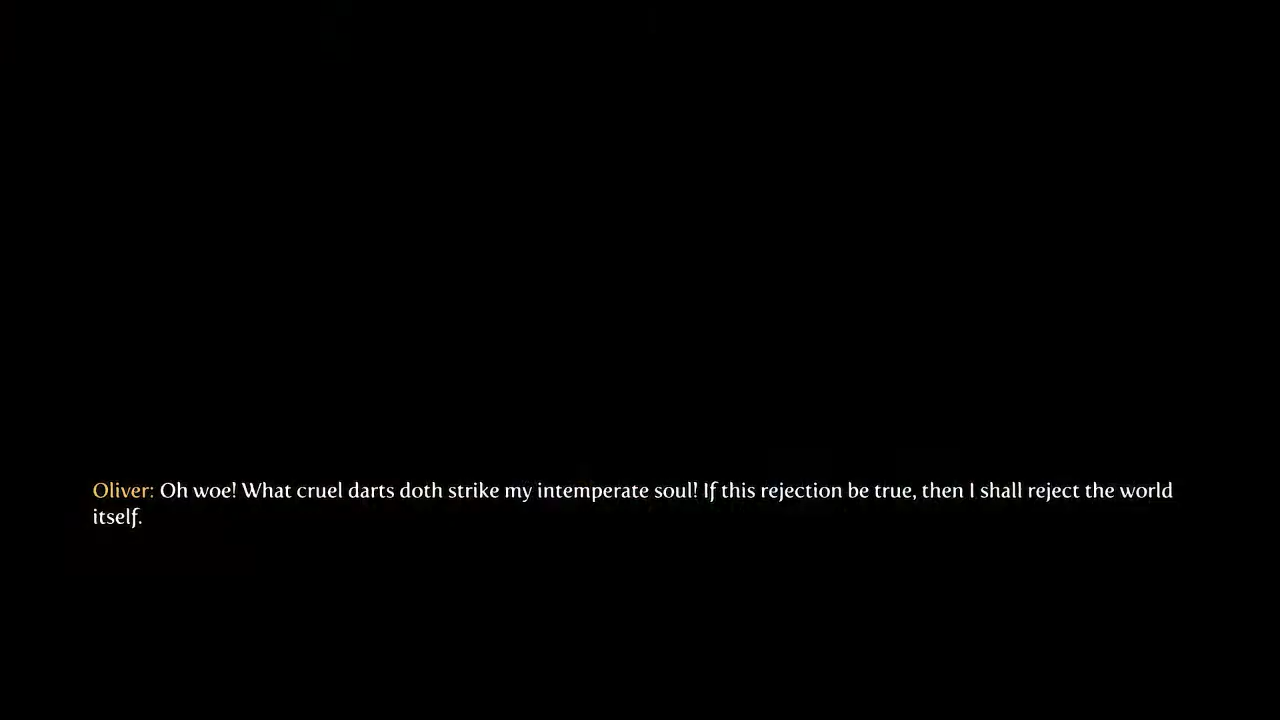 Oliver: Oh woe! What cruel darts doth strike my intemperate soul! If this rejection be true, then I shall reject the world
itself.